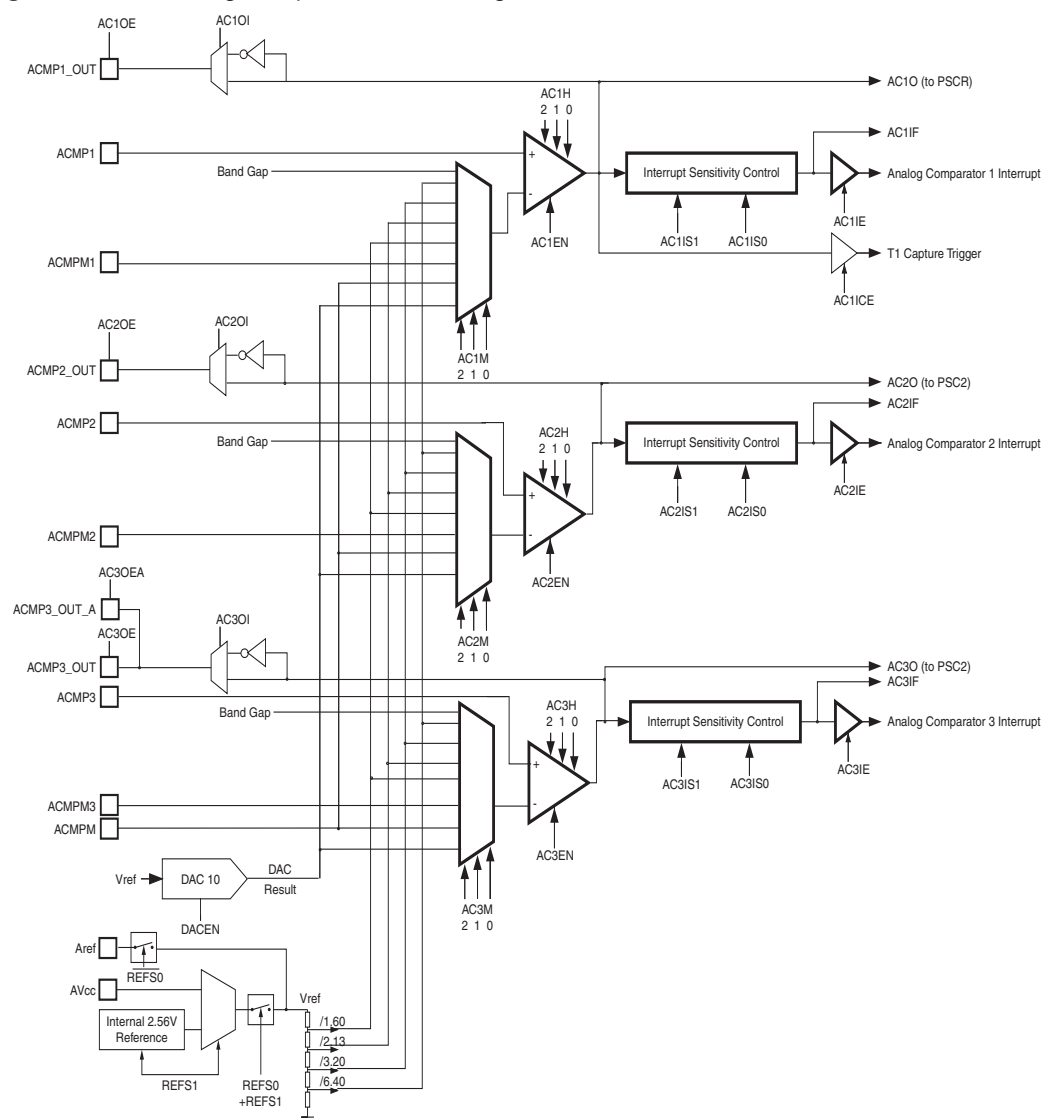 AC1OE
AC1OI
ACMP1_OUT
AC1O (to PSCR)
AC1H
2 1 0
AC1IF
ACMP1
+
Band Gap
Interrupt Sensitivity Control
Analog Comparator 1 Interrupt
-
AC1IS1
AC1IS0
AC1IE
AC1EN
ACMPM1
T1 Capture Trigger
AC1ICE
AC2OE
AC2OI
AC1M
2 1 0
ACMP2_OUT
AC2O (to PSC2)
AC2IF
ACMP2
AC2H
2 1 0
Band Gap
Interrupt Sensitivity Control
Analog Comparator 2 Interrupt
+
AC2IE
AC2IS1
AC2IS0
ACMPM2
-
AC3OEA
AC2EN
ACMP3_OUT_A
AC3OI
AC3OE
AC2M
2 1 0
ACMP3_OUT
AC3O (to PSC2)
AC3IF
ACMP3
AC3H
2 1 0
Band Gap
Interrupt Sensitivity Control
Analog Comparator 3 Interrupt
+
AC3IE
AC3IS1
AC3IS0
ACMPM3
-
ACMPM
AC3EN
Vref
DAC 10
DAC
Result
AC3M
2 1 0
DACEN
Aref
REFS0
AVcc
Vref
Internal 2.56V
Reference
/1.60
/2.13
/3.20
/6.40
REFS1
REFS0
+REFS1